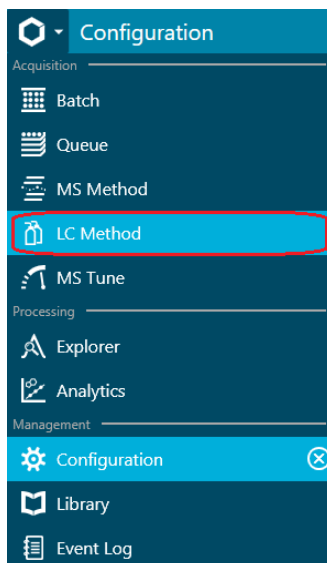 Configuration
Acquisition
Batch
Queue
MS Method
LC Method
MS Tune
Processing
Explorer
Analytics
Management
Configuration
Library
Event Log